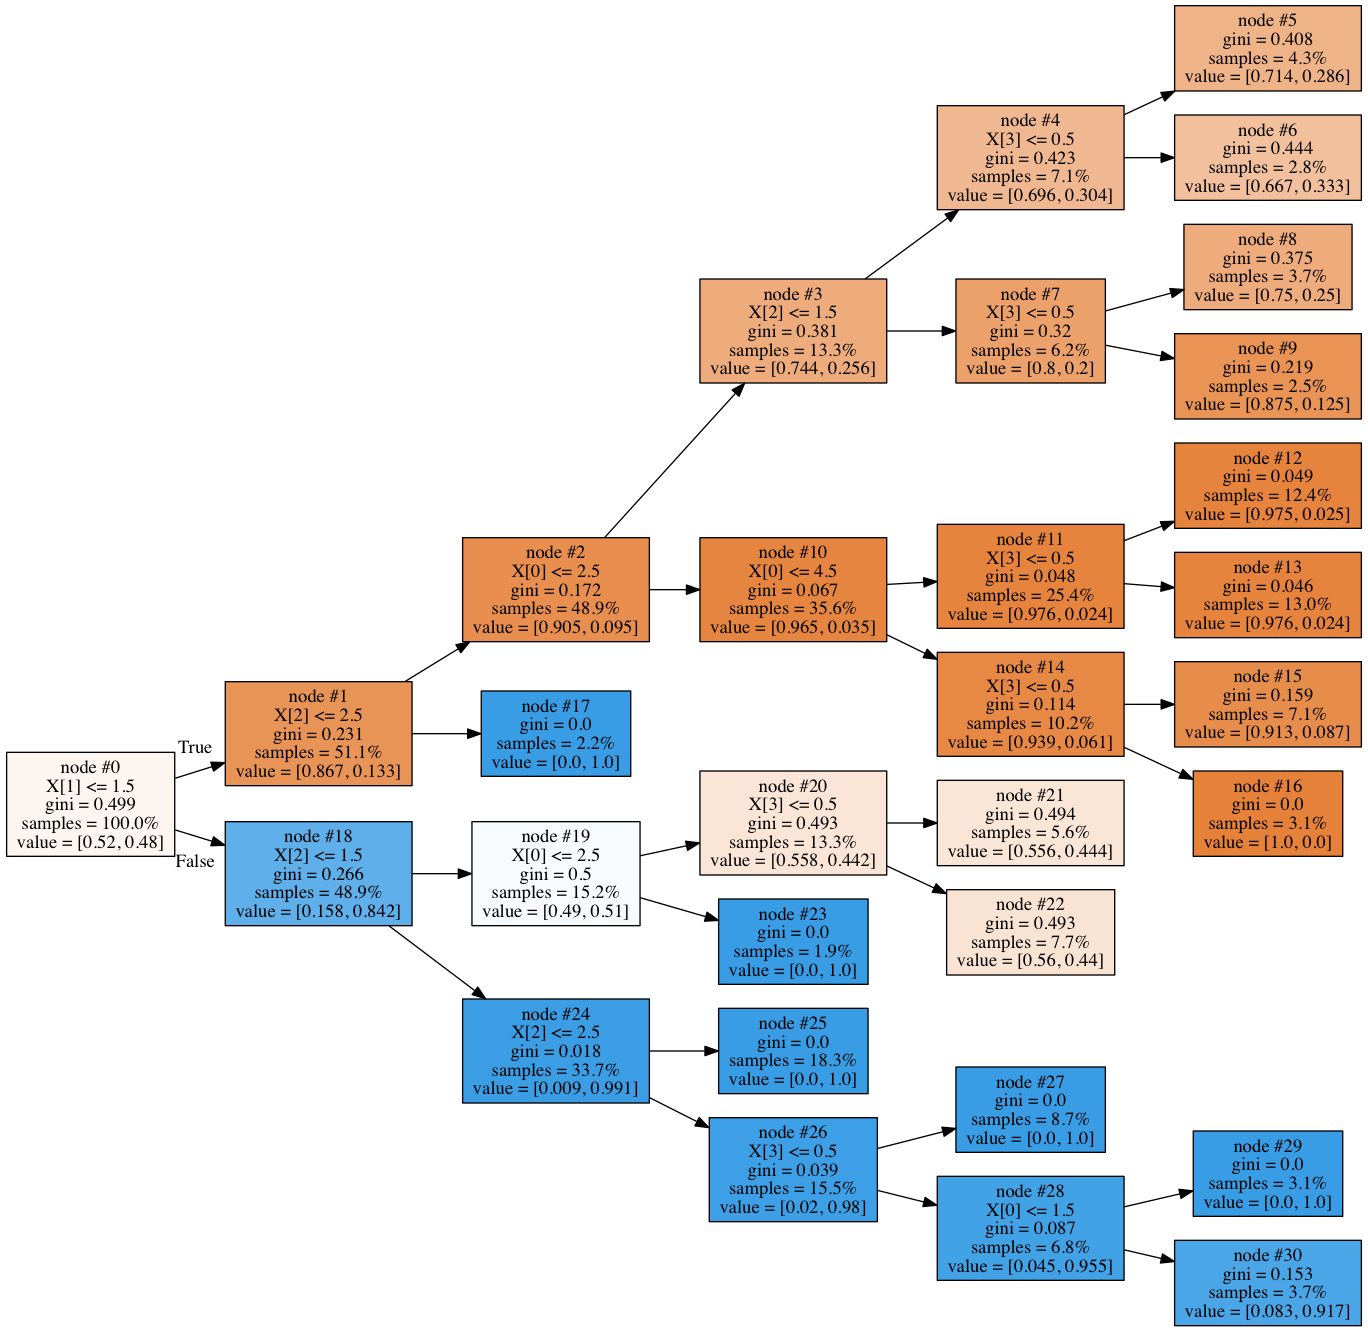 node #0
X[1] <= 1.5
gini = 0.499
samples = 100.0%
value = [0.52, 0.48]
True
False
node #1
X[2] <= 2.5
gini = 0.231
samples = 51.1%
value = [0.867, 0.133]
node #2
X[0] <= 2.5
gini = 0.172
samples = 48.9%
value = [0.905, 0.095]
node #3
X[2] <= 1.5
gini = 0.381
samples = 13.3%
value = [0.744, 0.256]
node #4
X[3] <= 0.5
gini = 0.423
samples = 7.1%
value = [0.696, 0.304]
node #5
gini = 0.408
samples = 4.3%
value = [0.714, 0.286]
node #6
gini = 0.444
samples = 2.8%
value = [0.667, 0.333]
node #7
X[3] <= 0.5
gini = 0.32
samples = 6.2%
value = [0.8, 0.2]
node #8
gini = 0.375
samples = 3.7%
value = [0.75, 0.25]
node #9
gini = 0.219
samples = 2.5%
value = [0.875, 0.125]
node #10
X[0] <= 4.5
gini = 0.067
samples = 35.6%
value = [0.965, 0.035]
node #11
X[3] <= 0.5
gini = 0.048
samples = 25.4%
value = [0.976, 0.024]
node #12
gini = 0.049
samples = 12.4%
value = [0.975, 0.025]
node #13
gini = 0.046
samples = 13.0%
value = [0.976, 0.024]
node #14
X[3] <= 0.5
gini = 0.114
samples = 10.2%
value = [0.939, 0.061]
node #15
gini = 0.159
samples = 7.1%
value = [0.913, 0.087]
node #16
gini = 0.0
samples = 3.1%
value = [1.0, 0.0]
node #17
gini = 0.0
samples = 2.2%
value = [0.0, 1.0]
node #18
X[2] <= 1.5
gini = 0.266
samples = 48.9%
value = [0.158, 0.842]
node #19
X[0] <= 2.5
gini = 0.5
samples = 15.2%
value = [0.49, 0.51]
node #20
X[3] <= 0.5
gini = 0.493
samples = 13.3%
value = [0.558, 0.442]
node #21
gini = 0.494
samples = 5.6%
value = [0.556, 0.444]
node #22
gini = 0.493
samples = 7.7%
value = [0.56, 0.44]
node #23
gini = 0.0
samples = 1.9%
value = [0.0, 1.0]
node #24
X[2] <= 2.5
gini = 0.018
samples = 33.7%
value = [0.009, 0.991]
node #25
gini = 0.0
samples = 18.3%
value = [0.0, 1.0]
node #26
X[3] <= 0.5
gini = 0.039
samples = 15.5%
value = [0.02, 0.98]
node #27
gini = 0.0
samples = 8.7%
value = [0.0, 1.0]
node #28
X[0] <= 1.5
gini = 0.087
samples = 6.8%
value = [0.045, 0.955]
node #29
gini = 0.0
samples = 3.1%
value = [0.0, 1.0]
node #30
gini = 0.153
samples = 3.7%
value = [0.083, 0.917]